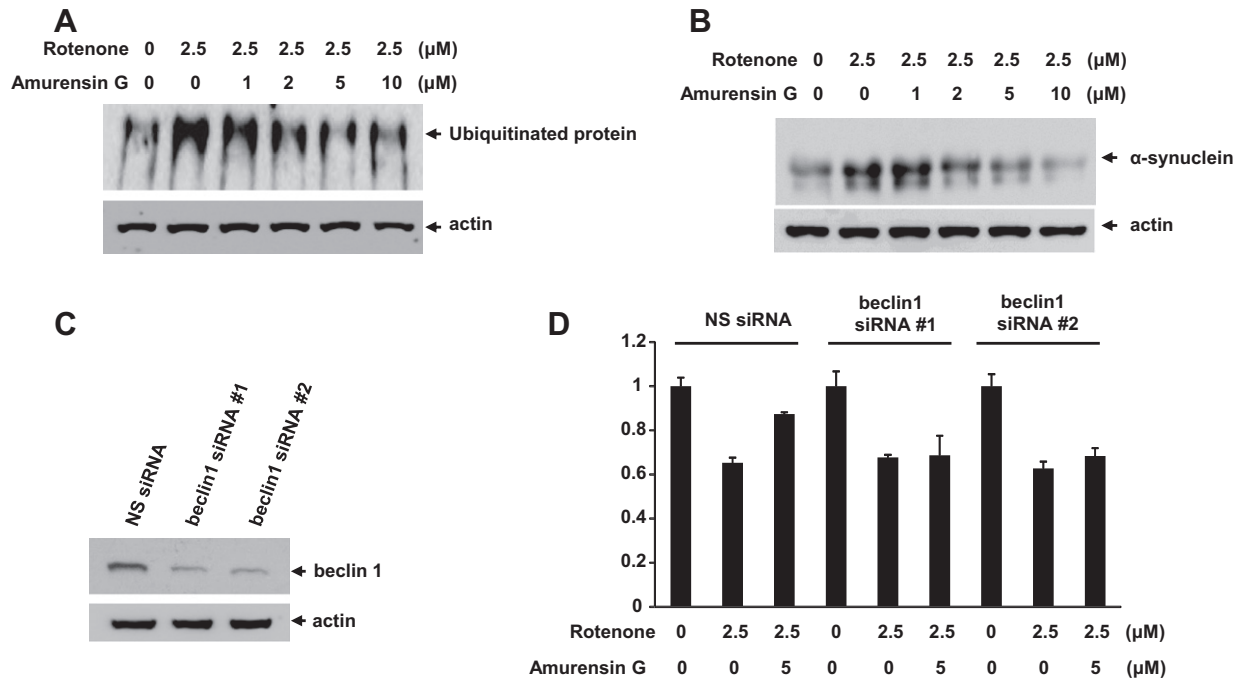 A
Rotenone 0 2.5 2.5 2.5 2.5 2.5 (μM)
Amurensin G 0 0 1 2 5 10 (μM)
Ubiquitinated protein
actin
B
Rotenone 0 2.5 2.5 2.5 2.5 2.5 (μM)
Amurensin G 0 0 1 2 5 10 (μM)
α-synuclein
actin
C
NS siRNA
beclin1 siRNA #1
beclin1 siRNA #2
beclin 1
actin
D
NS siRNA
beclin1
siRNA #1
beclin1
siRNA #2
1.2
1
0.8
0.6
0.4
0.2
0
Rotenone 0 2.5 2.5 0 2.5 2.5 0 2.5 2.5 (μM)
Amurensin G 0 0 5 0 0 5 0 0 5 (μM)